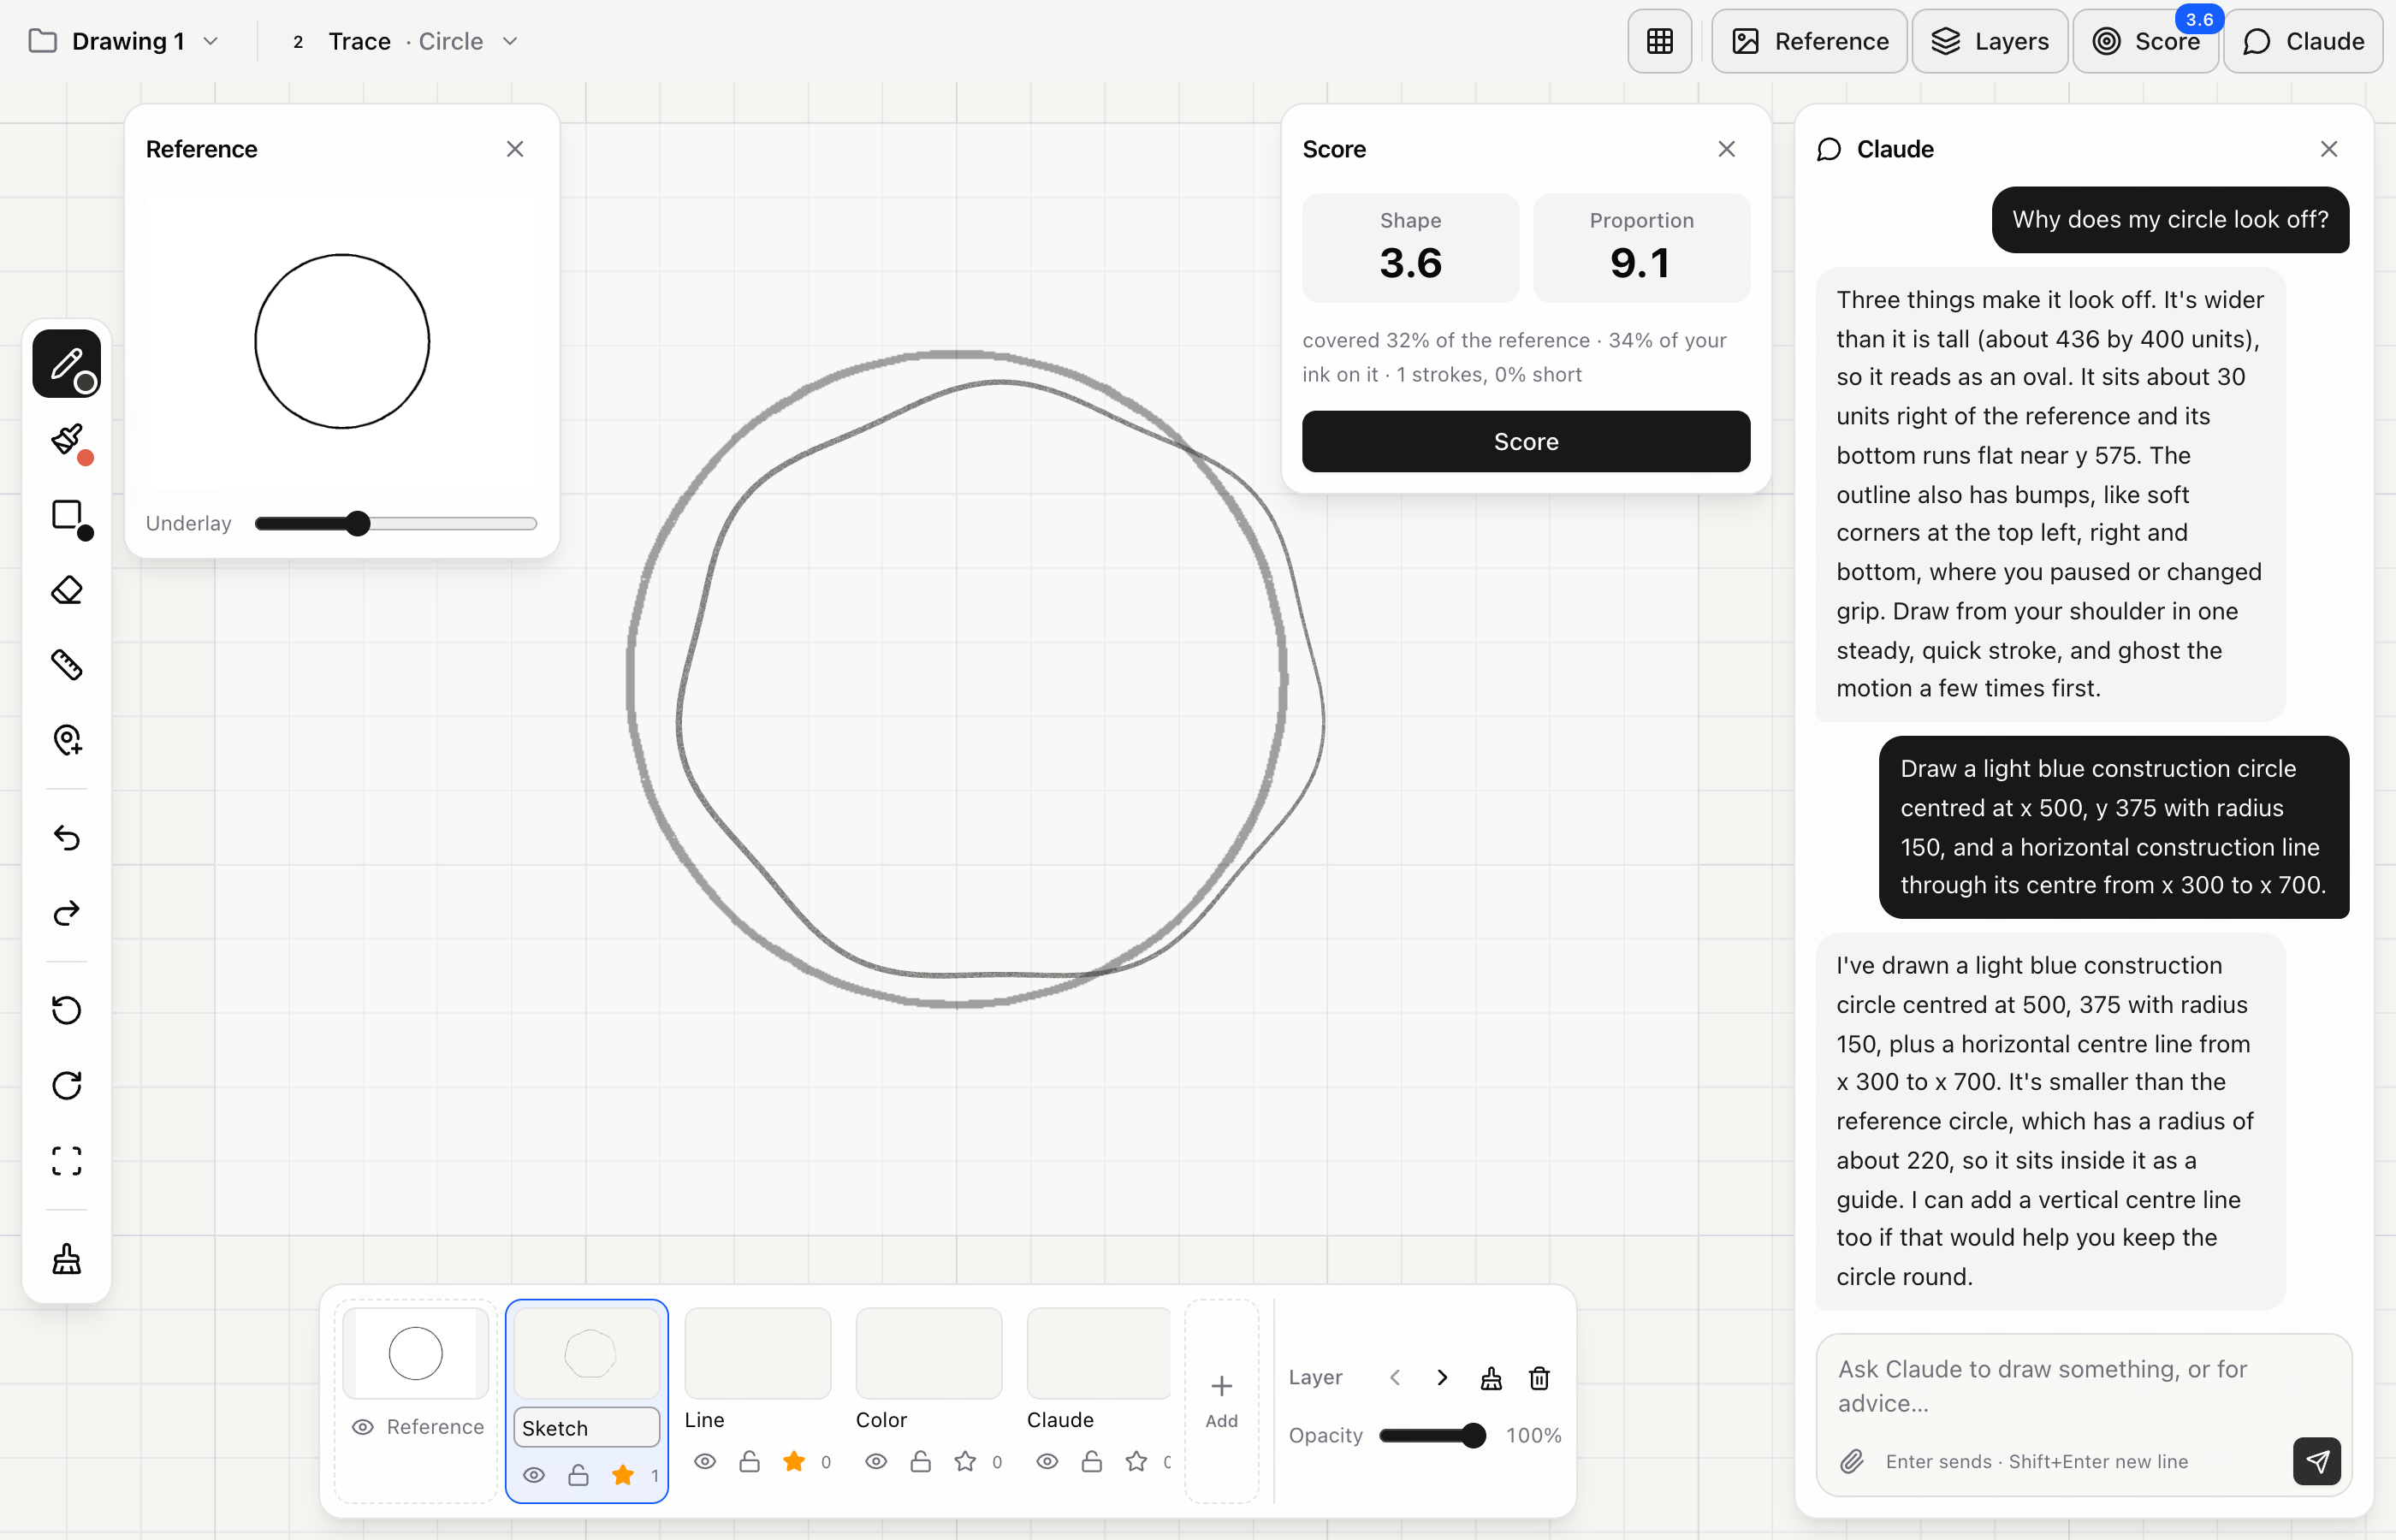 Drawing 1
2 Trace · Circle
Reference
Layers
Score
3.6
Claude
Reference
Underlay
Score
Shape
3.6
Proportion
9.1
covered 32% of the reference · 34% of your
ink on it · 1 strokes, 0% short
Score
Claude
Why does my circle look off?
Three things make it look off. It's wider
than it is tall (about 436 by 400 units),
so it reads as an oval. It sits about 30
units right of the reference and its
bottom runs flat near y 575. The
outline also has bumps, like soft
corners at the top left, right and
bottom, where you paused or changed
grip. Draw from your shoulder in one
steady, quick stroke, and ghost the
motion a few times first.
Draw a light blue construction circle
centred at x 500, y 375 with radius
150, and a horizontal construction line
through its centre from x 300 to x 700.
I've drawn a light blue construction
circle centred at 500, 375 with radius
150, plus a horizontal centre line from
x 300 to x 700. It's smaller than the
reference circle, which has a radius of
about 220, so it sits inside it as a
guide. I can add a vertical centre line
too if that would help you keep the
circle round.
Ask Claude to draw something, or for
advice...
Enter sends · Shift+Enter new line
Reference
Sketch
1
Line
0
Color
0
Claude
0
Add
Layer
Opacity
100%